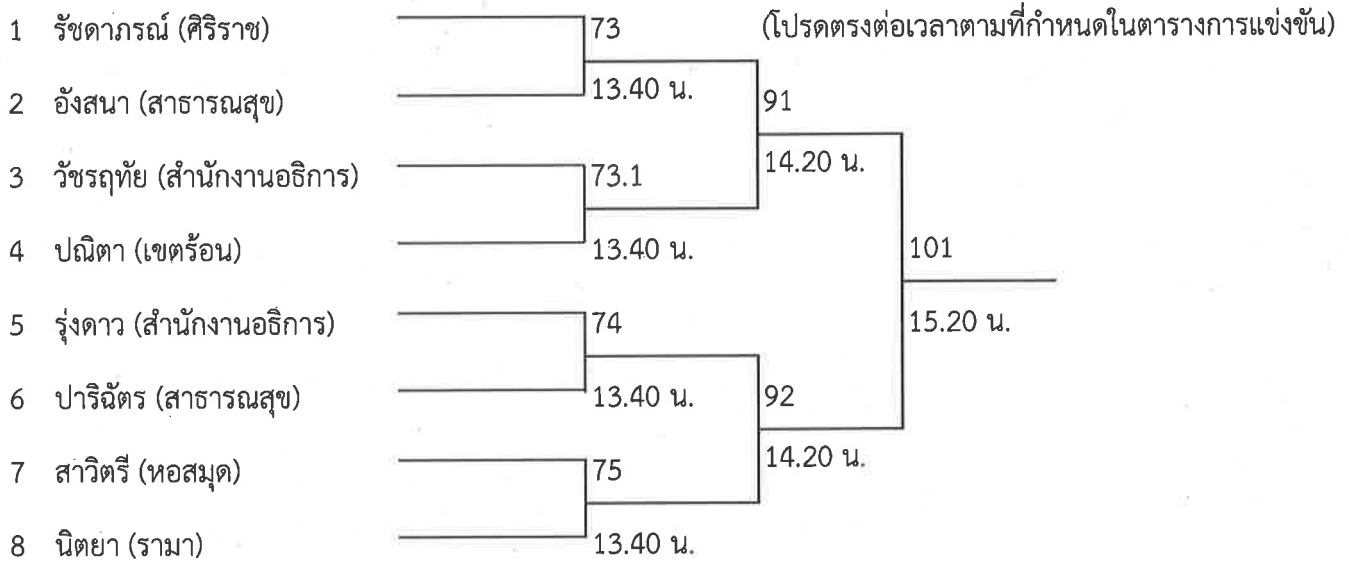 1 รัชดาภรณ์ (ศิริราช) 73 (โปรดตรงต่อเวลาตามที่กำหนดในตารางการแข่งขัน)
13.40 น.
2 อังสนา (สาธารณสุข) 91
3 วัชรฤทัย (สำนักงานอธิการ) 73.1 14.20 น.
4 ปณิตา (เขตร้อน) 13.40 น. 101
5 รุ่งดาว (สำนักงานอธิการ) 74 15.20 น.
6 ปาริฉัตร (สาธารณสุข) 13.40 น. 92
7 สาวิตรี (หอสมุด) 75 14.20 น.
8 นิตยา (รามา) 13.40 น.